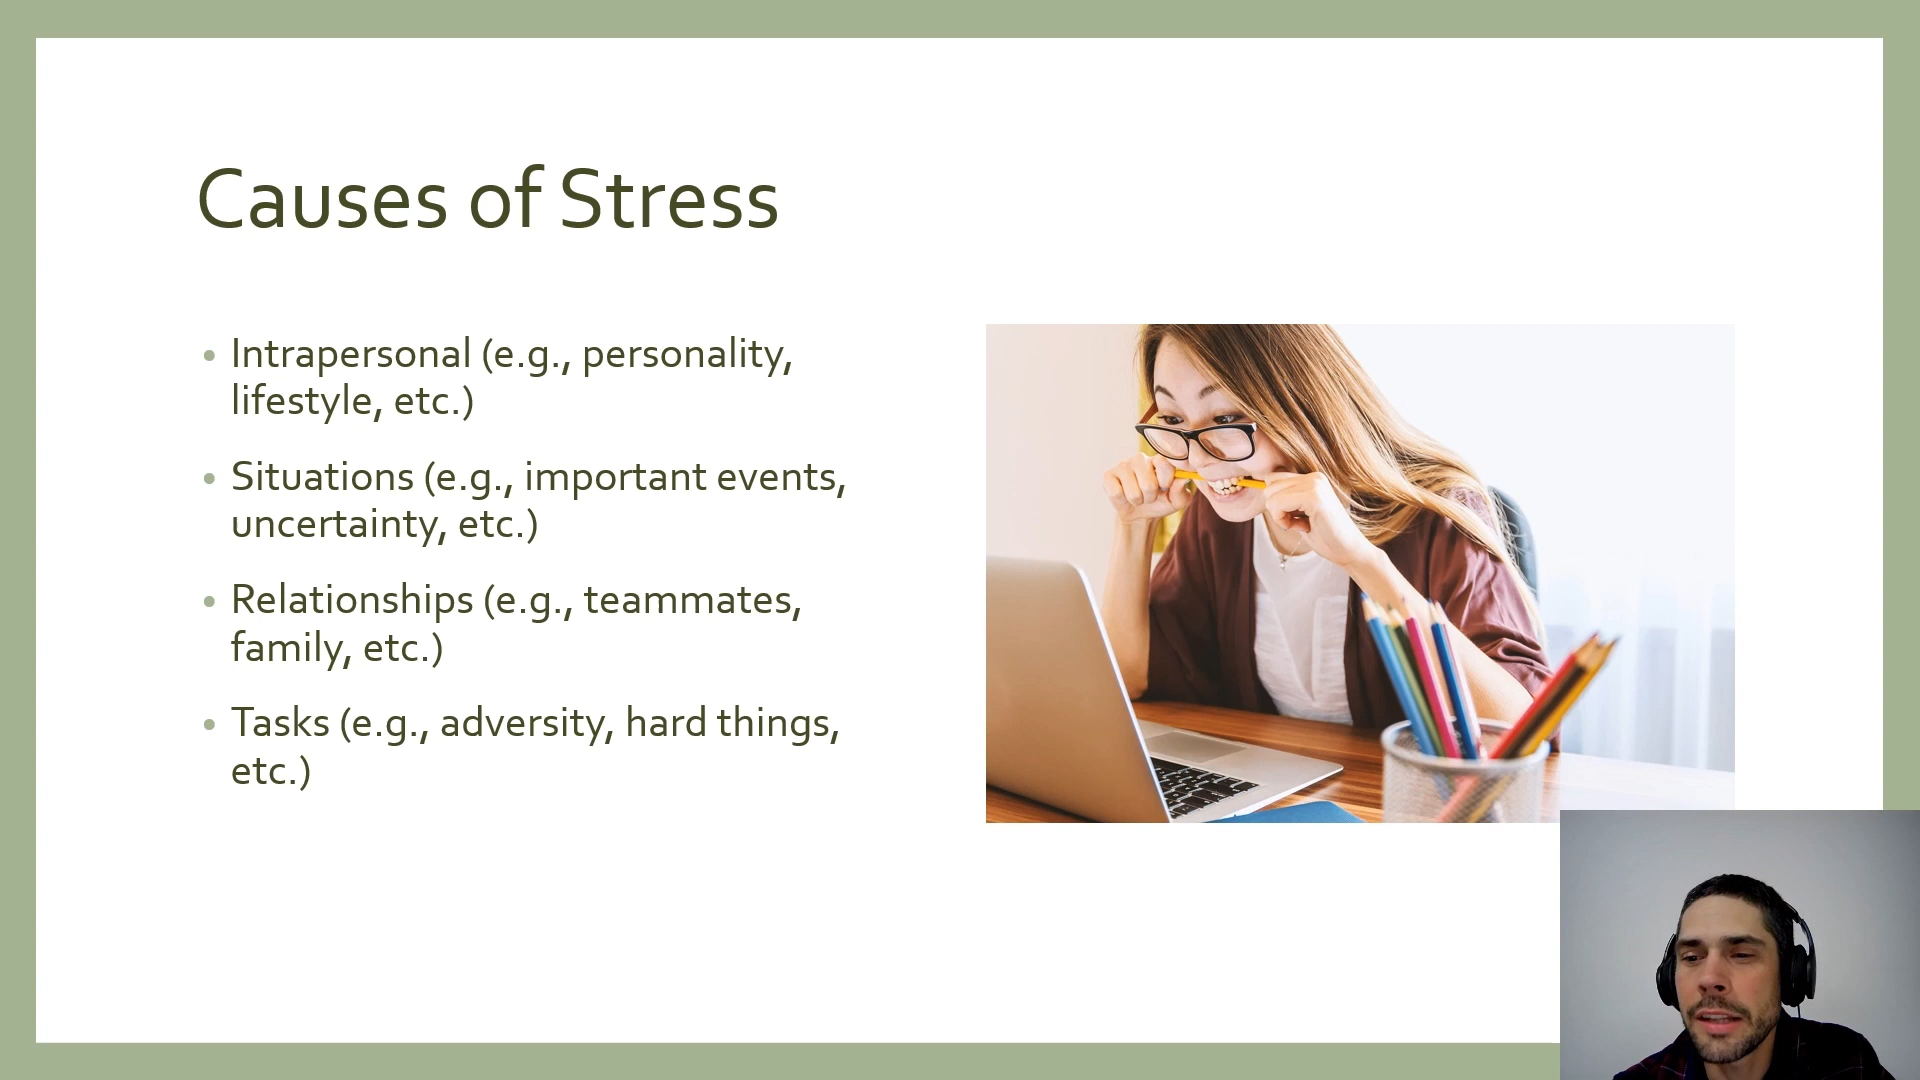 Causes of Stress
• Intrapersonal (e.g., personality,
lifestyle, etc.)
• Situations (e.g., important events,
uncertainty, etc.)
• Relationships (e.g., teammates,
family, etc.)
• Tasks (e.g., adversity, hard things,
etc.)